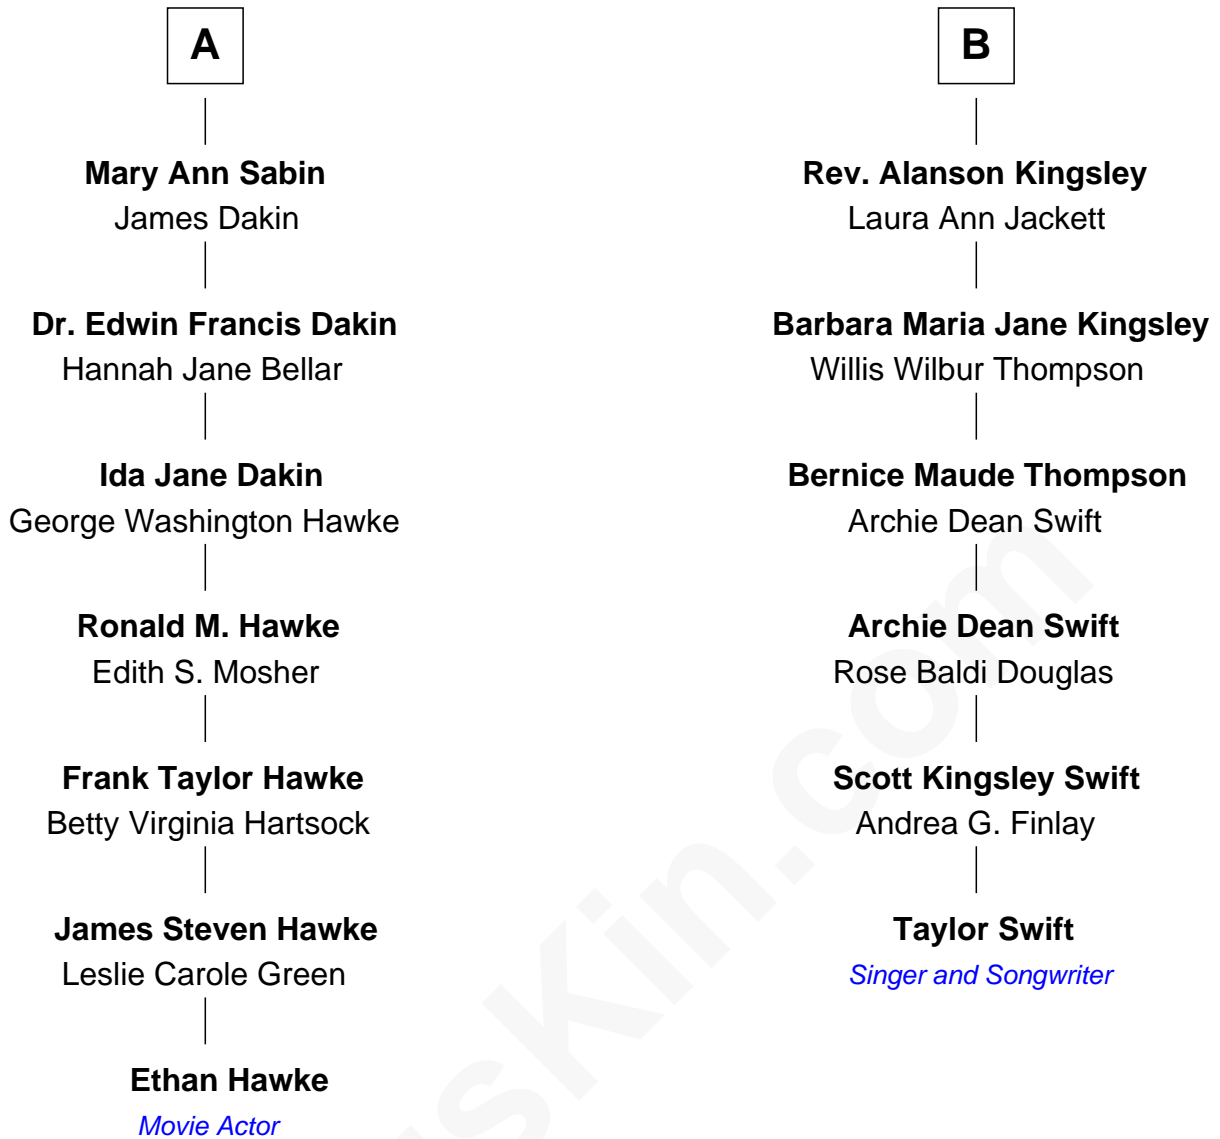 A
Mary Ann Sabin
James Dakin
Dr. Edwin Francis Dakin
Hannah Jane Bellar
Ida Jane Dakin
George Washington Hawke
Ronald M. Hawke
Edith S. Mosher
Frank Taylor Hawke
Betty Virginia Hartsock
James Steven Hawke
Leslie Carole Green
Ethan Hawke
Movie Actor
B
Rev. Alanson Kingsley
Laura Ann Jackett
Barbara Maria Jane Kingsley
Willis Wilbur Thompson
Bernice Maude Thompson
Archie Dean Swift
Archie Dean Swift
Rose Baldi Douglas
Scott Kingsley Swift
Andrea G. Finlay
Taylor Swift
Singer and Songwriter
sKin.com